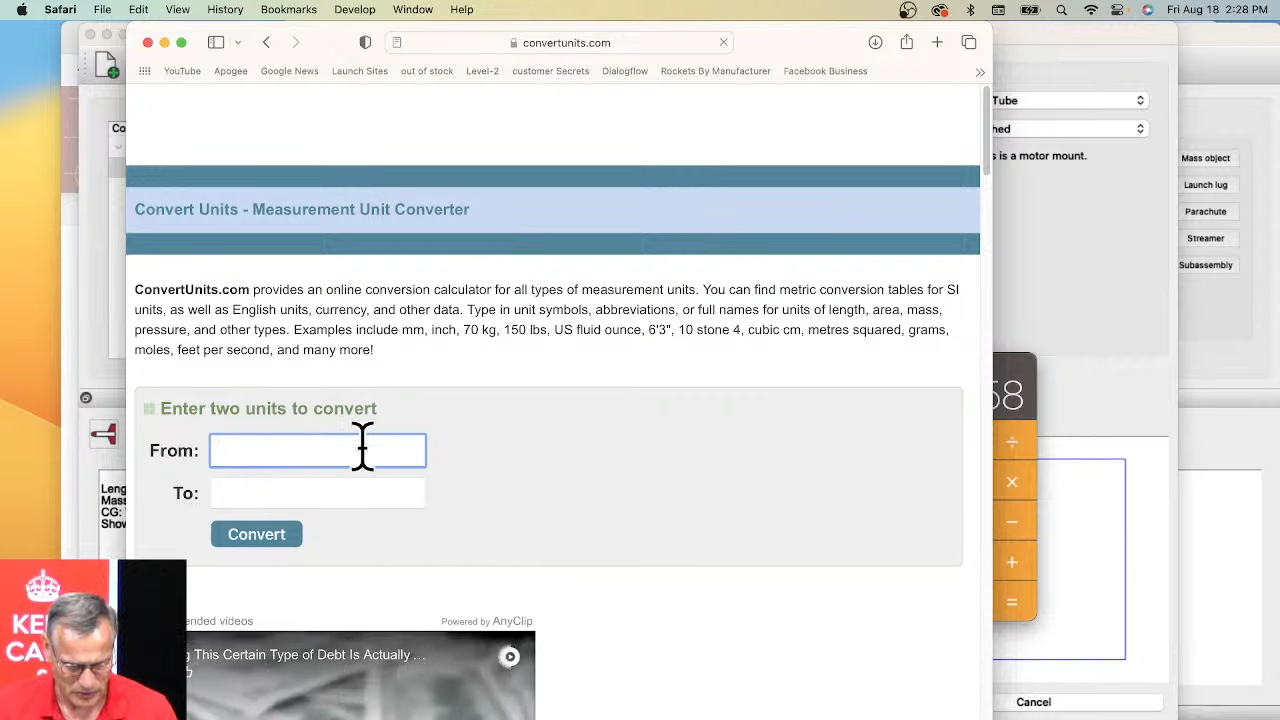 Safari File Edit View History Bookmarks Develop Window Help Fri Aug 19 2:28 PM
convertunits.com
YouTube Apogee Google News Launch Sites out of stock Level-2 customer Secrets Dialogflow Rockets By Manufacturer Facebook Business
Tube
hed
s is a motor mount.
Mass object
Launch lug
Parachute
Streamer
Subassembly
Co
Convert Units - Measurement Unit Converter
ConvertUnits.com provides an online conversion calculator for all types of measurement units. You can find metric conversion tables for SI
units, as well as English units, currency, and other data. Type in unit symbols, abbreviations, or full names for units of length, area, mass,
pressure, and other types. Examples include mm, inch, 70 kg, 150 lbs, US fluid ounce, 6'3", 10 stone 4, cubic cm, metres squared, grams,
moles, feet per second, and many more!
Enter two units to convert
From:
To:
Convert
58
÷
×
−
+
=
Leng
Mass
CG:
Show
Cancel
ended videos Powered by AnyClip
g This Certain Type of Debt Is Actually ...
KE
CA